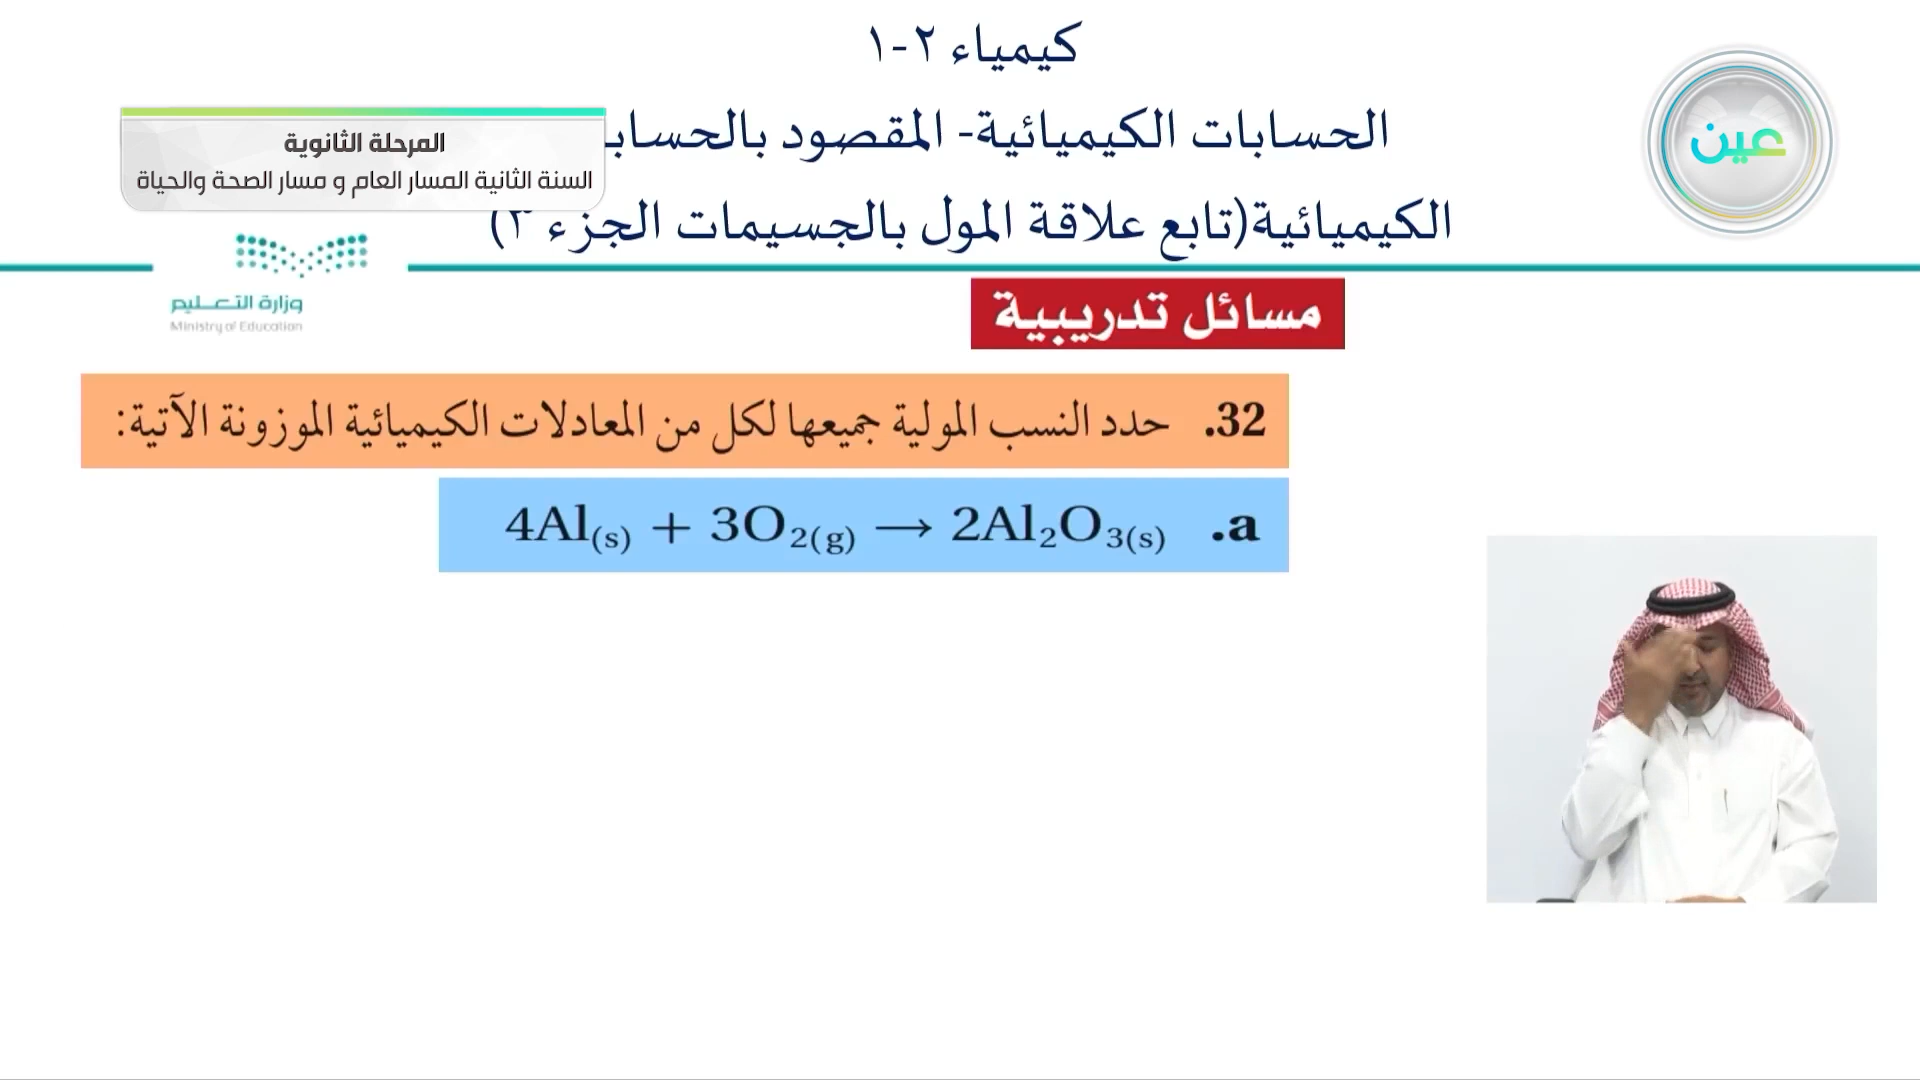 كيمياء ٢-١
الحسابات الكيميائية- المقصود بالحسابا
الكيميائية(تابع علاقة المول بالجسيمات الجزء ٣)
المرحلة الثانوية
السنة الثانية المسار العام و مسار الصحة والحياة
عين
وزارة التعليم
Ministry of Education
مسائل تدريبية
32. حدد النسب المولية جميعها لكل من المعادلات الكيميائية الموزونة الآتية:
a. 4Al(s) + 3O2(g) → 2Al2O3(s)